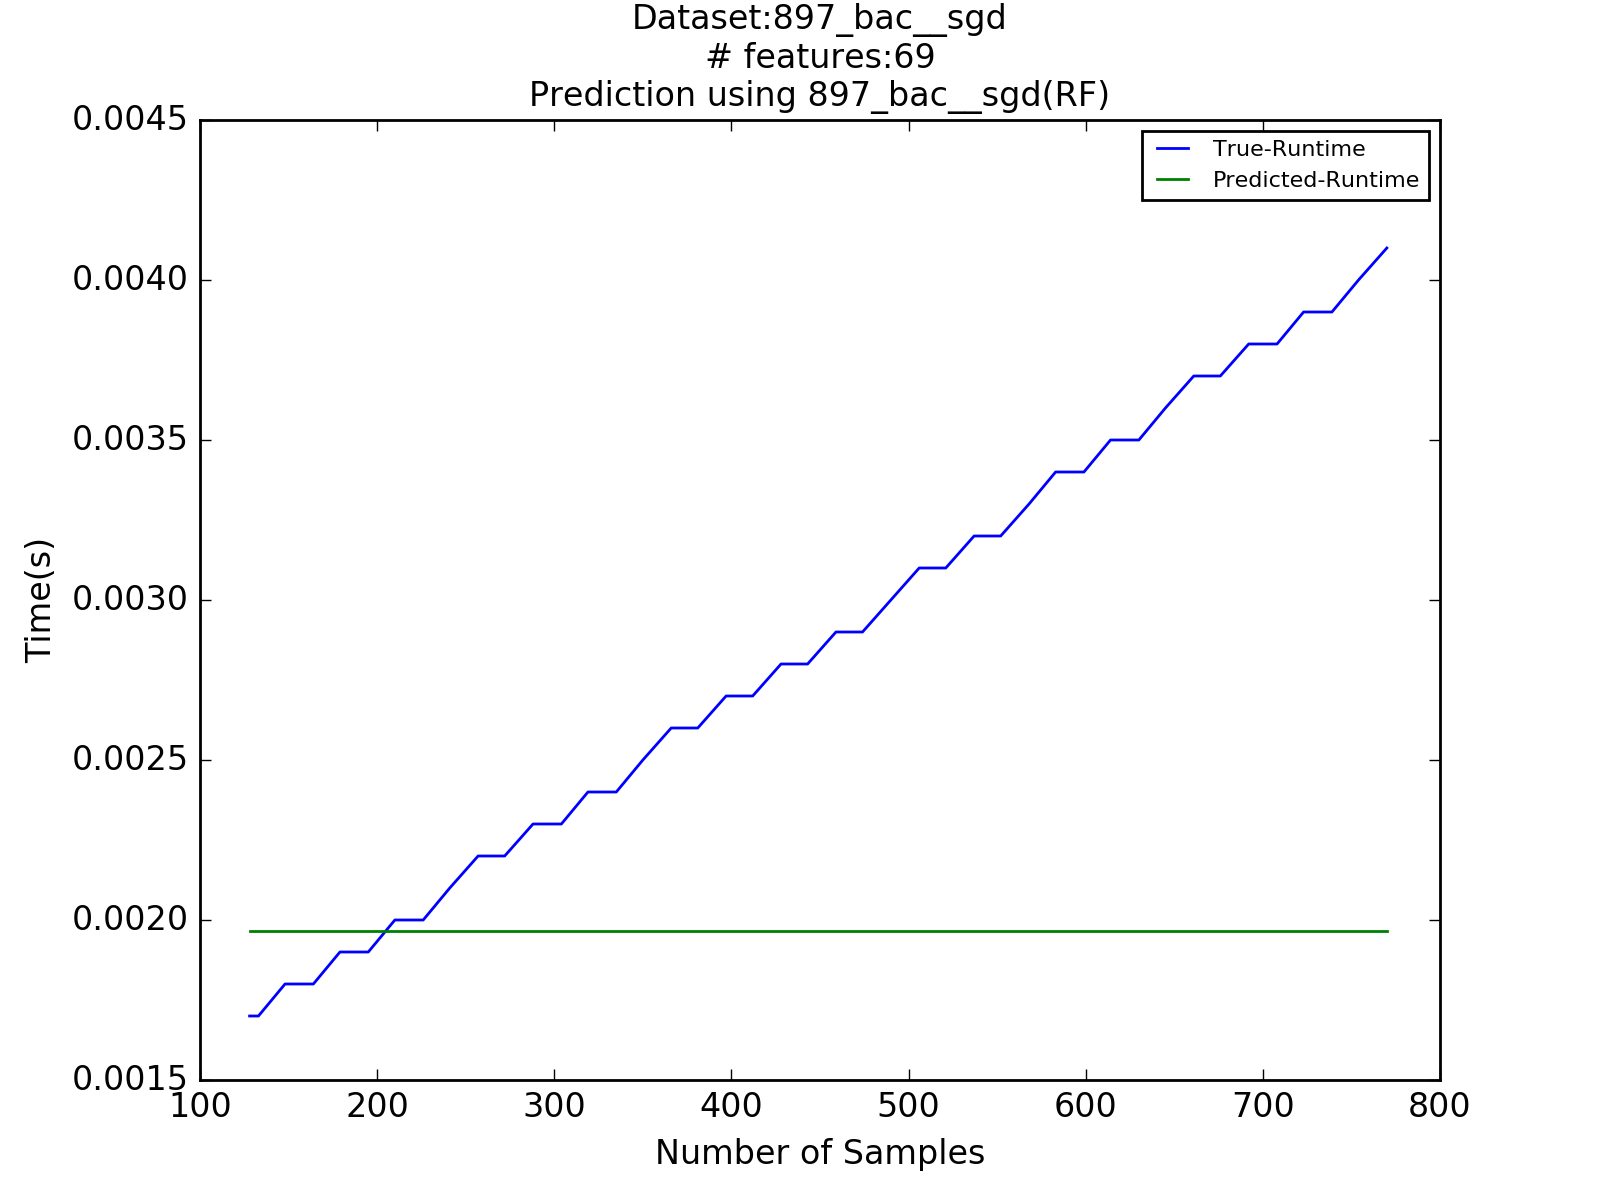 Dataset:897_bac__sgd
# features:69
Prediction using 897_bac__sgd(RF)
True-Runtime
Predicted-Runtime
0.0045
0.0040
0.0035
0.0030
0.0025
0.0020
0.0015
Time(s)
100 200 300 400 500 600 700 800
Number of Samples